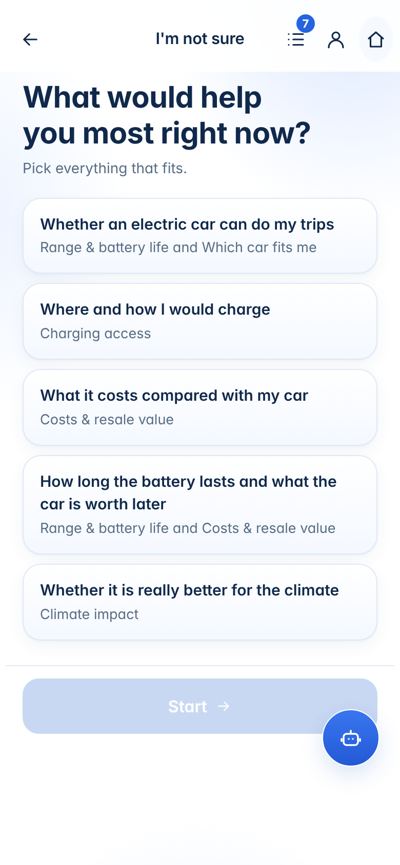 I'm not sure
7
What would help
you most right now?
Pick everything that fits.
Whether an electric car can do my trips
Range & battery life and Which car fits me
Where and how I would charge
Charging access
What it costs compared with my car
Costs & resale value
How long the battery lasts and what the
car is worth later
Range & battery life and Costs & resale value
Whether it is really better for the climate
Climate impact
Start →